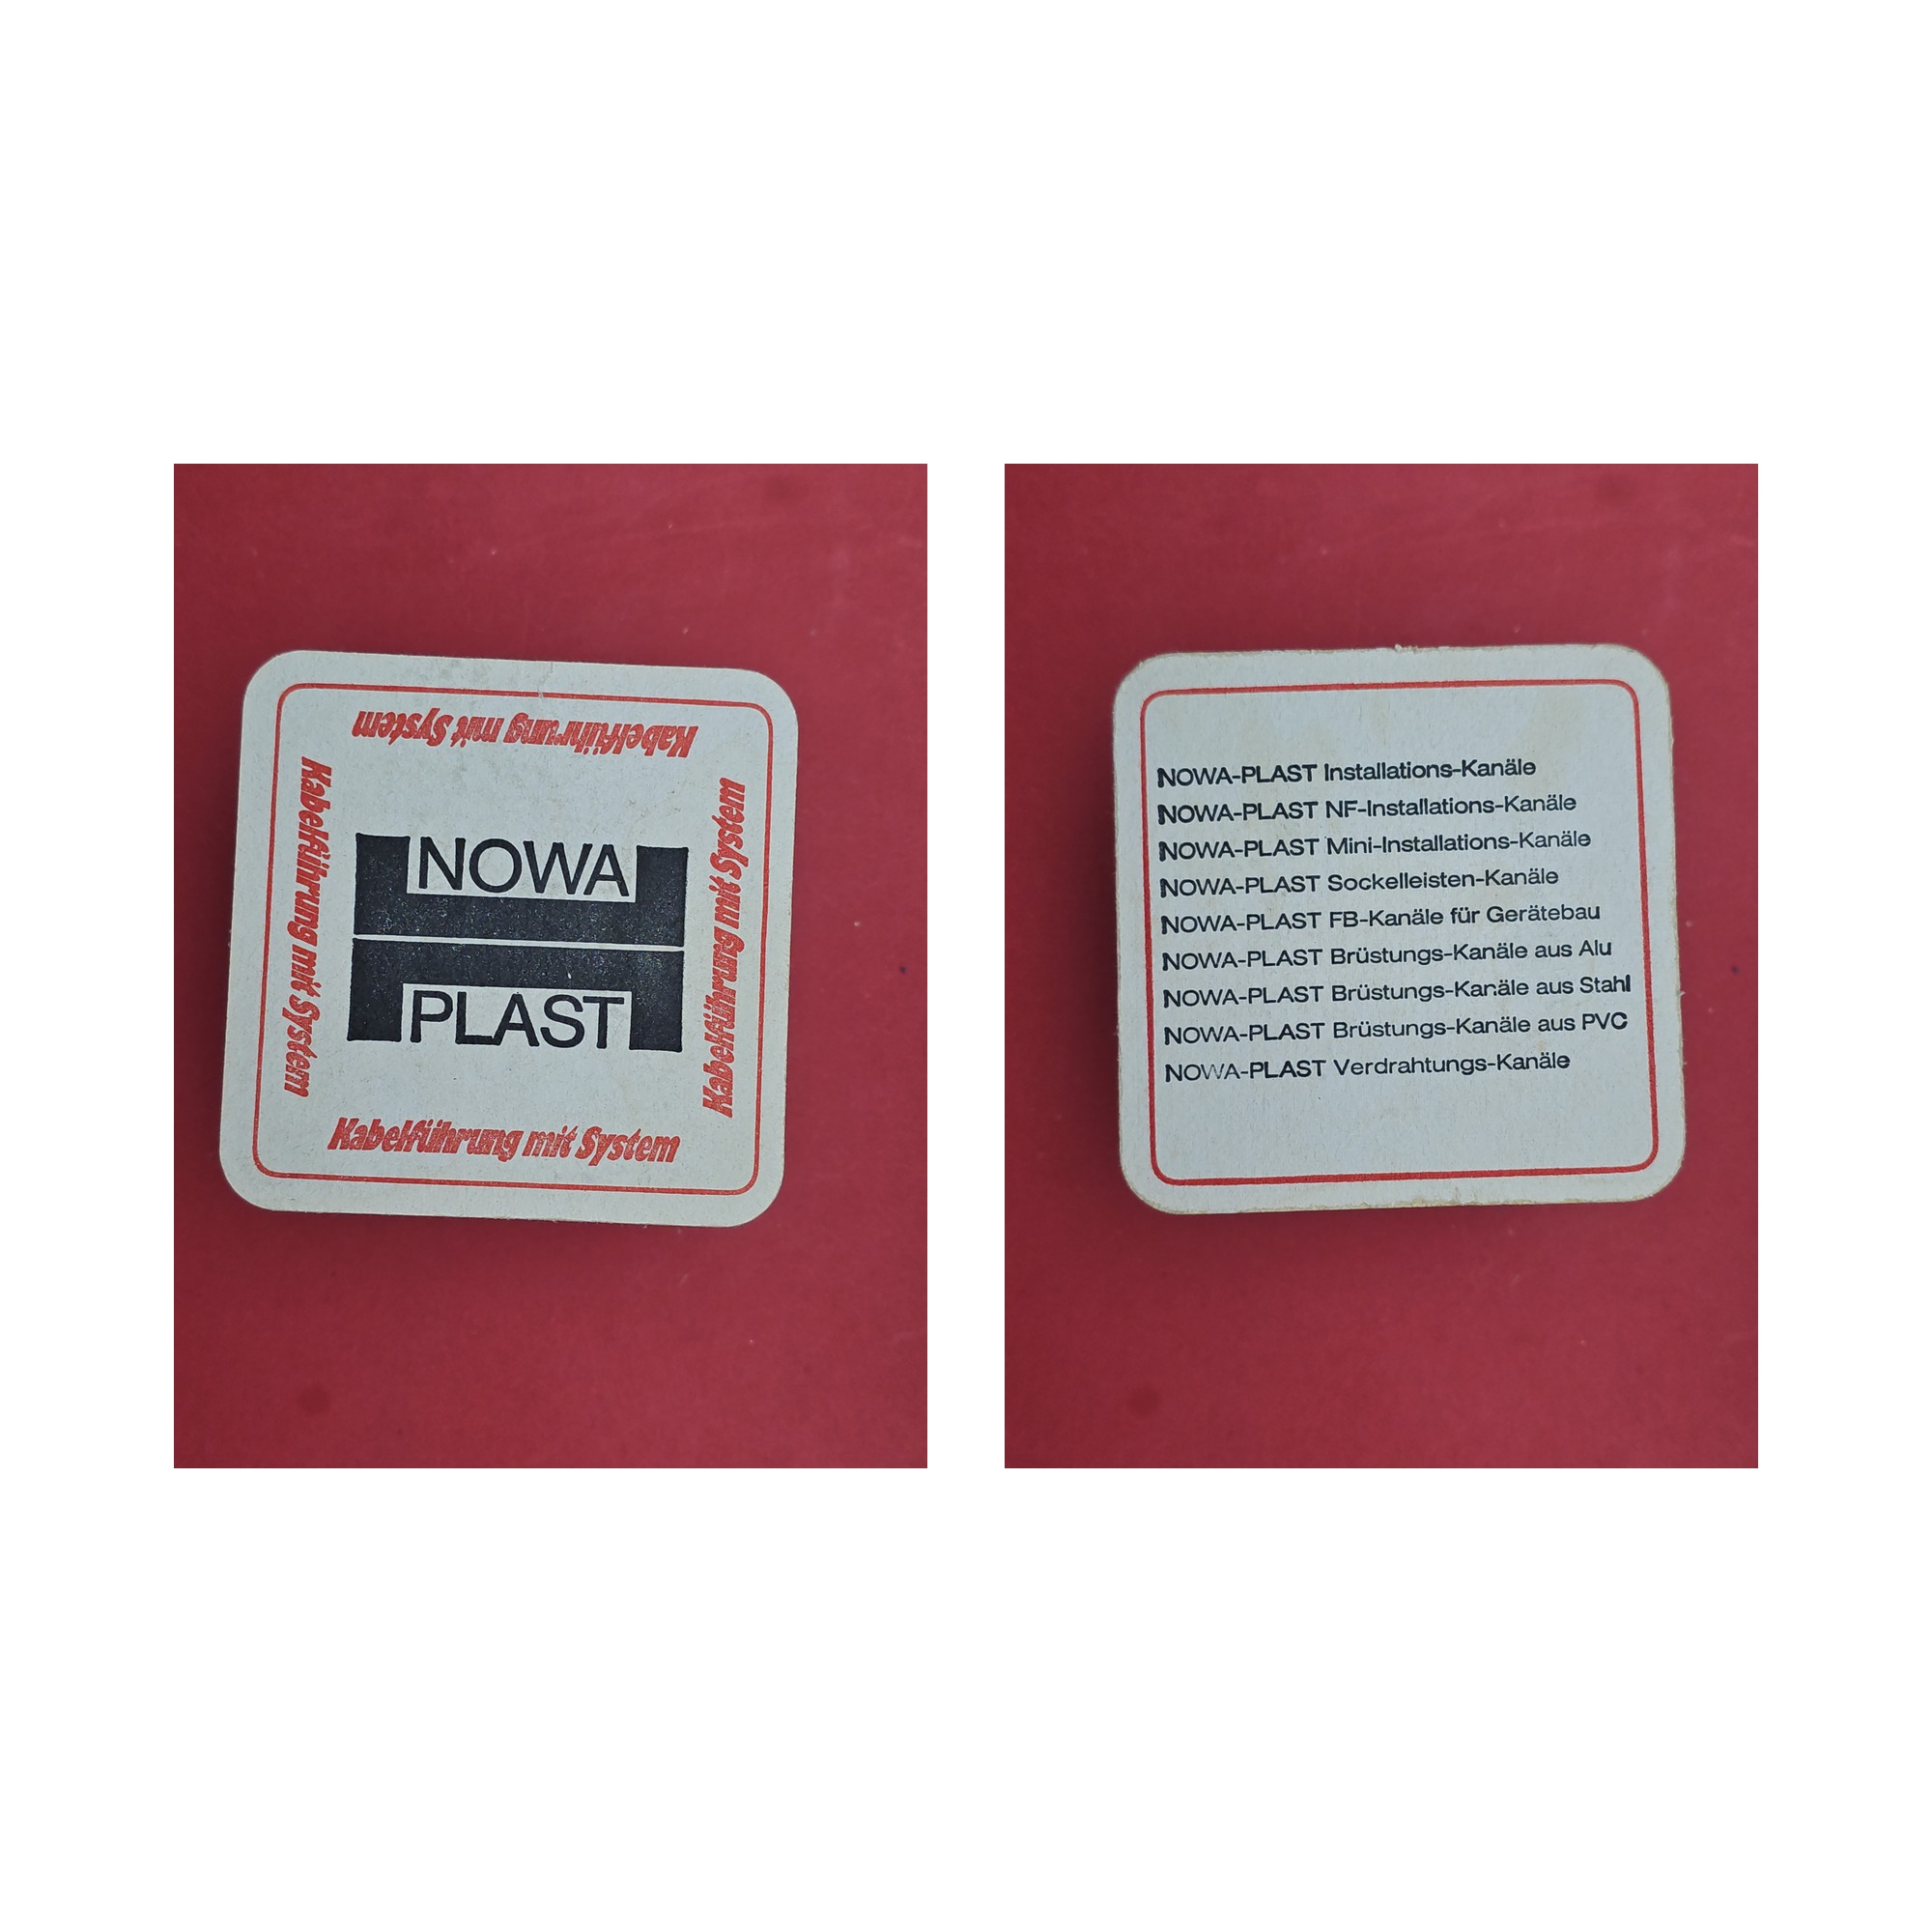 Kabelführung mit System
Kabelführung mit System
NOWA
PLAST
Kabelführung mit System
Kabelführung mit System
NOWA-PLAST Installations-Kanäle
NOWA-PLAST NF-Installations-Kanäle
NOWA-PLAST Mini-Installations-Kanäle
NOWA-PLAST Sockelleisten-Kanäle
NOWA-PLAST FB-Kanäle für Gerätebau
NOWA-PLAST Brüstungs-Kanäle aus Alu
NOWA-PLAST Brüstungs-Kanäle aus Stahl
NOWA-PLAST Brüstungs-Kanäle aus PVC
NOWA-PLAST Verdrahtungs-Kanäle